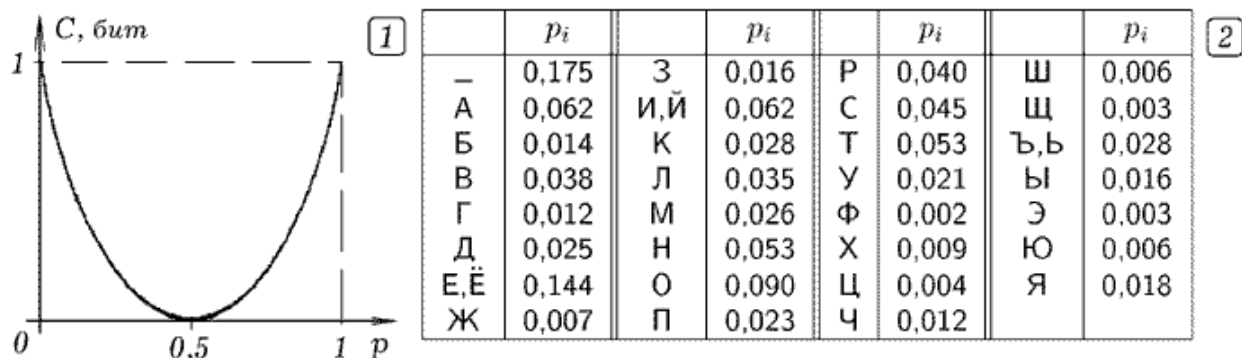 C, бит
1
1
0
0,5
1
p
p_i p_i p_i p_i
2
_ 0,175 З 0,016 Р 0,040 Ш 0,006
А 0,062 И,Й 0,062 С 0,045 Щ 0,003
Б 0,014 К 0,028 Т 0,053 Ъ,Ь 0,028
В 0,038 Л 0,035 У 0,021 Ы 0,016
Г 0,012 М 0,026 Ф 0,002 Э 0,003
Д 0,025 Н 0,053 Х 0,009 Ю 0,006
Е,Ё 0,144 О 0,090 Ц 0,004 Я 0,018
Ж 0,007 П 0,023 Ч 0,012